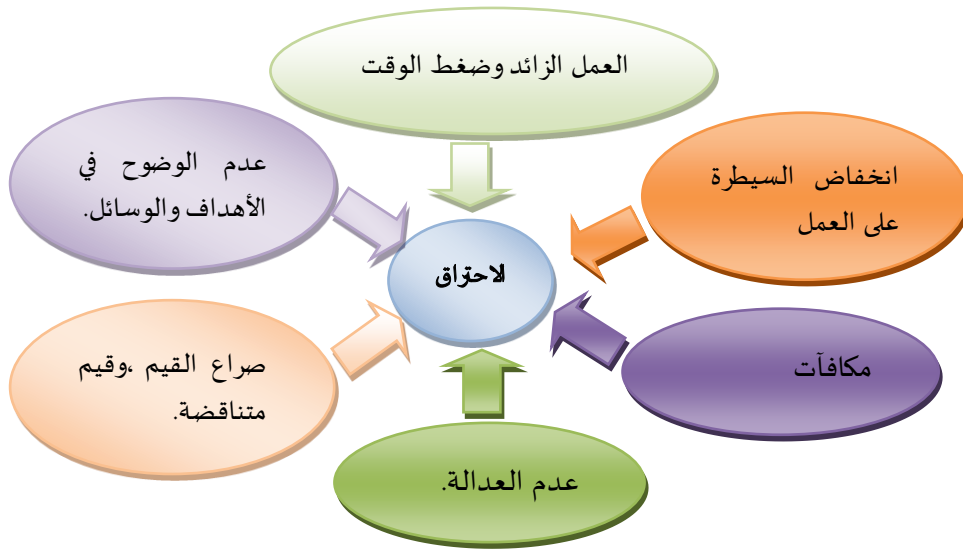 العمل الزائد وضغط الوقت
انخفاض السيطرة
على العمل
عدم الوضوح في
الأهداف والوسائل.
الاحتراق
مكافآت
صراع القيم ،وقيم
متناقضة.
عدم العدالة.